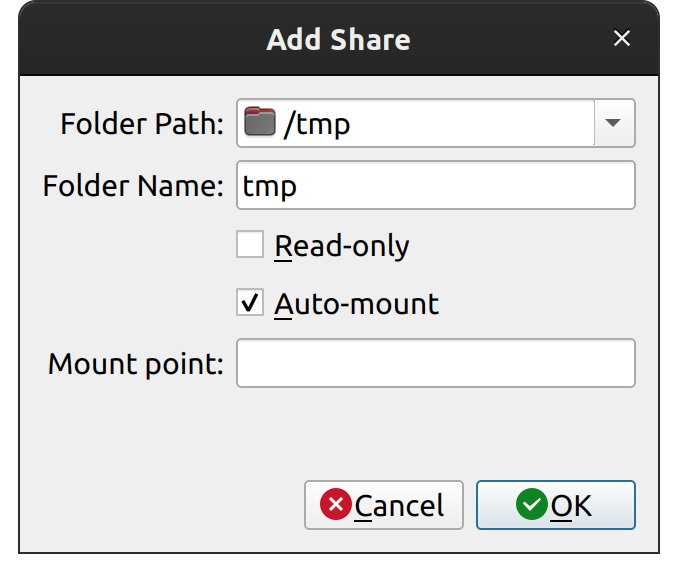 Add Share
Folder Path: /tmp
Folder Name: tmp
Read-only
Auto-mount
Mount point:
Cancel OK